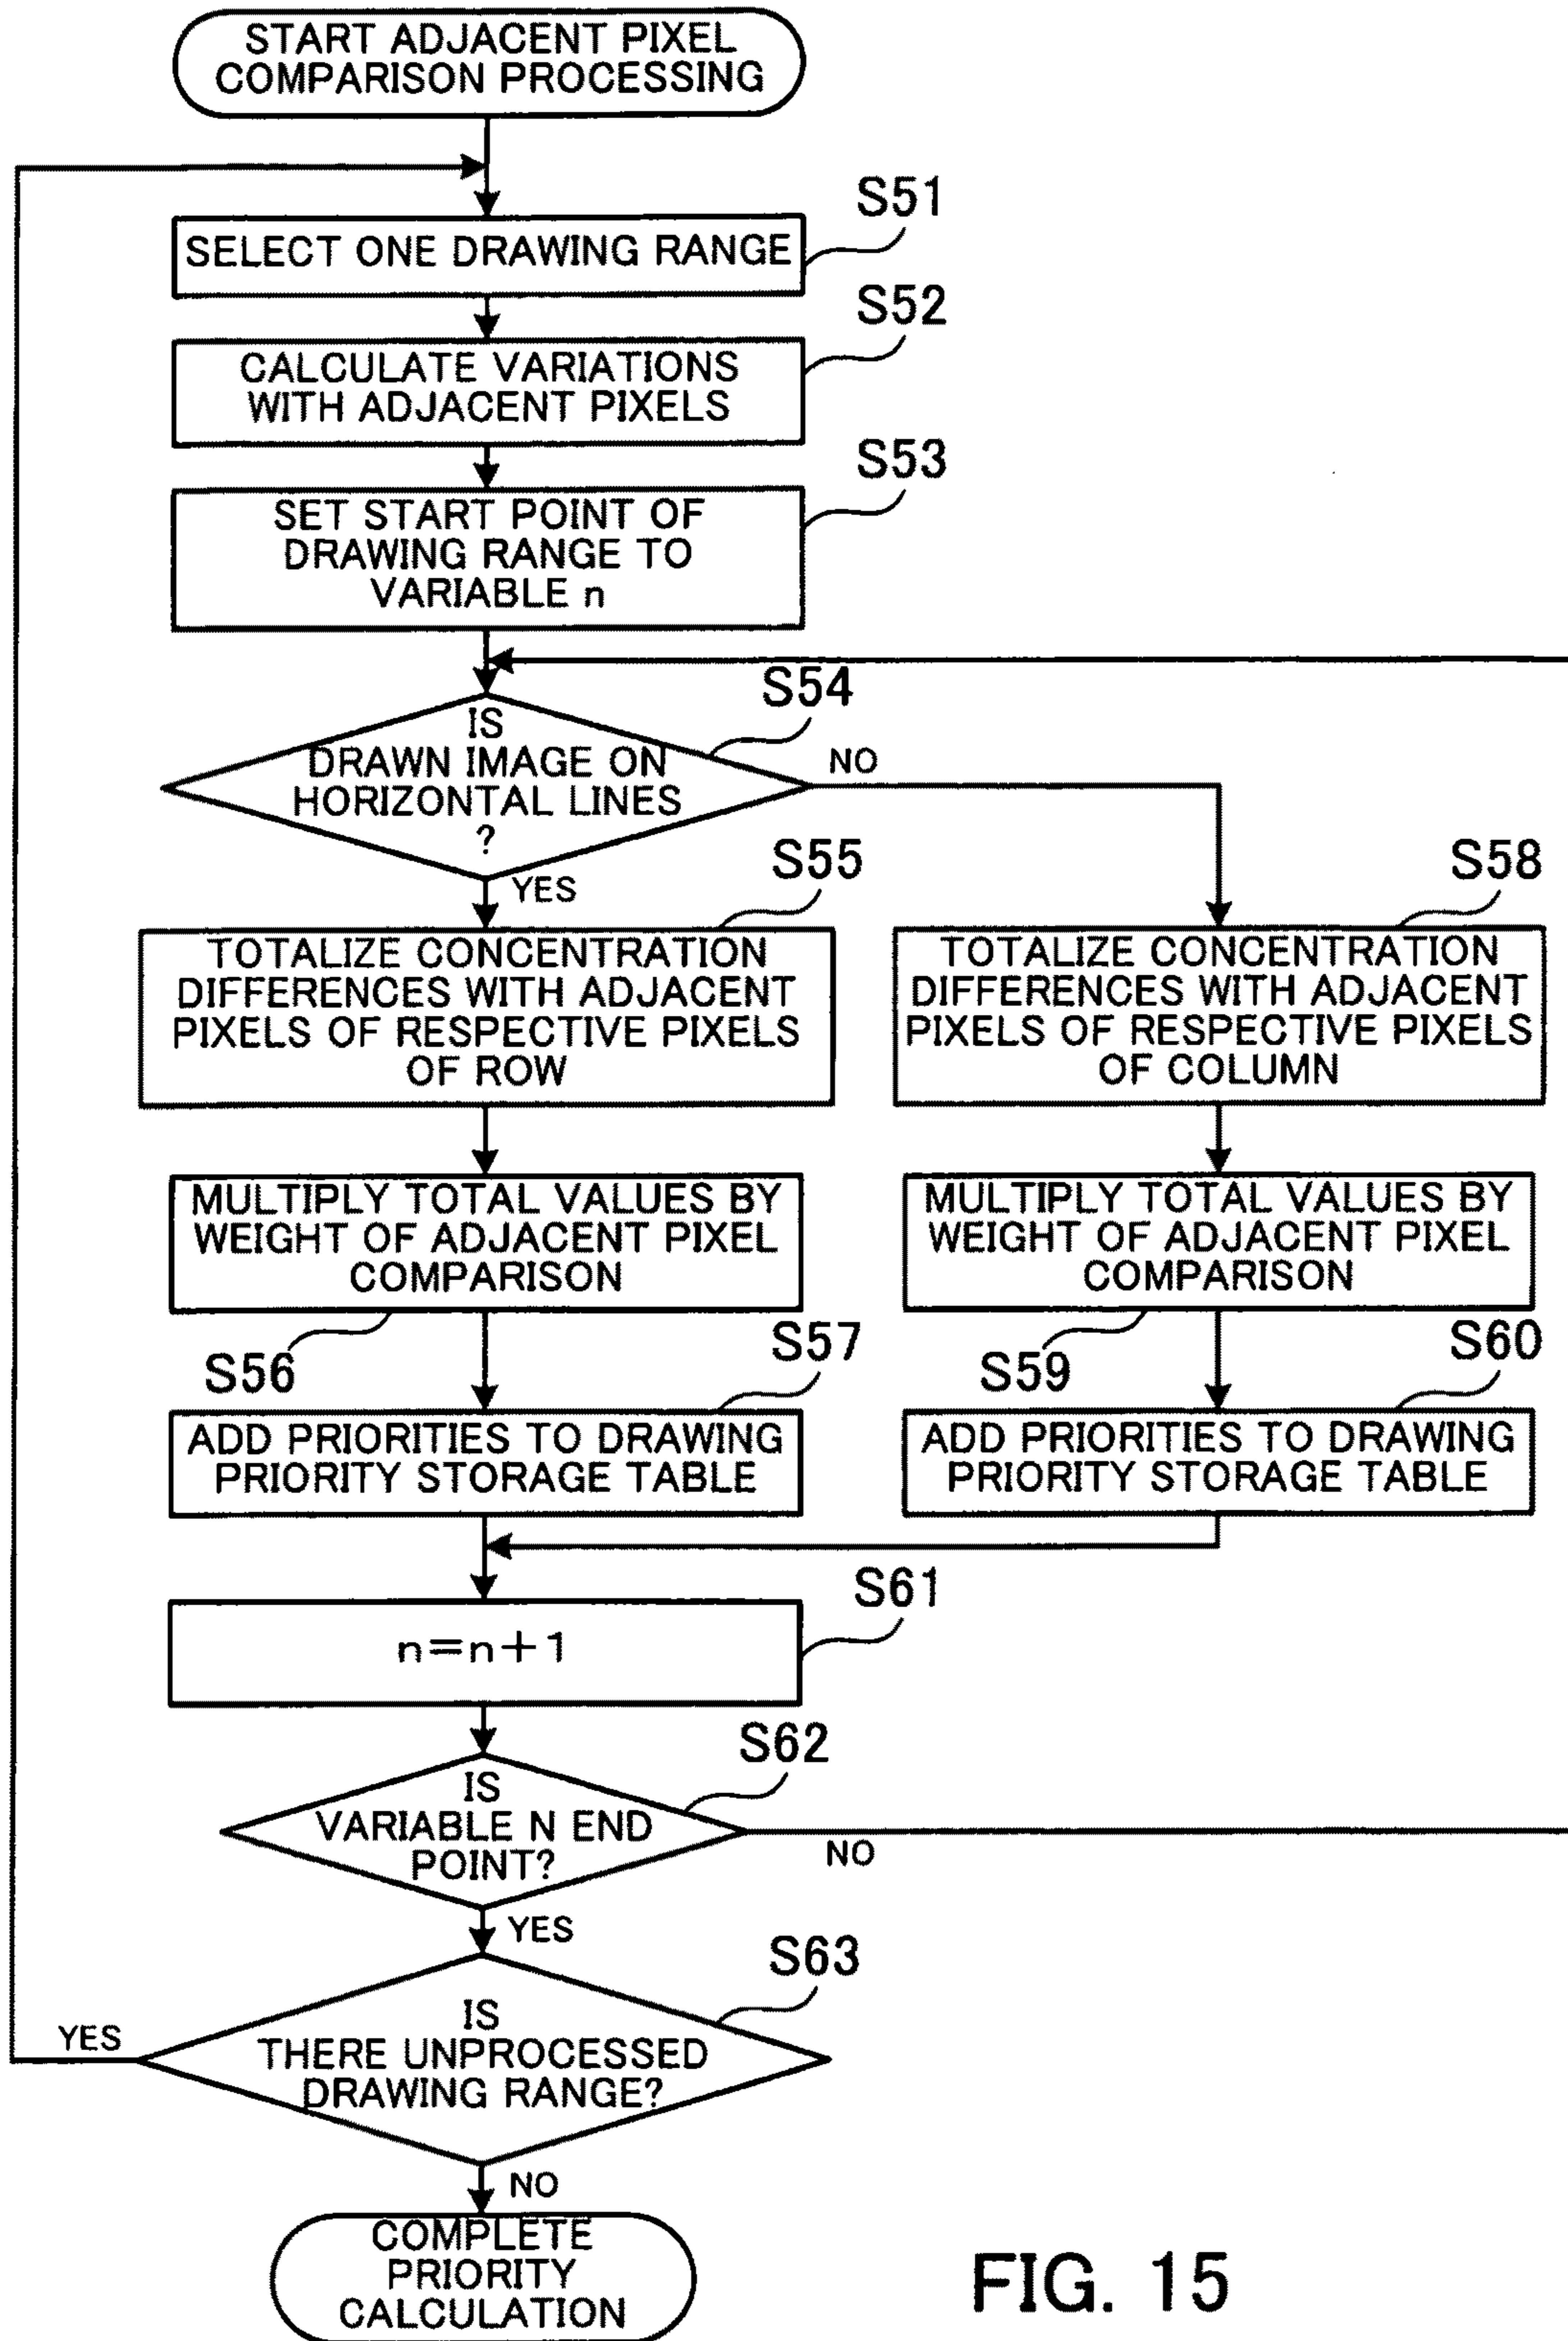 START ADJACENT PIXEL
COMPARISON PROCESSING
S51
SELECT ONE DRAWING RANGE
S52
CALCULATE VARIATIONS
WITH ADJACENT PIXELS
S53
SET START POINT OF
DRAWING RANGE TO
VARIABLE n
S54
IS
DRAWN IMAGE ON
HORIZONTAL LINES
?
NO
YES
S55
TOTALIZE CONCENTRATION
DIFFERENCES WITH ADJACENT
PIXELS OF RESPECTIVE PIXELS
OF ROW
S58
TOTALIZE CONCENTRATION
DIFFERENCES WITH ADJACENT
PIXELS OF RESPECTIVE PIXELS
OF COLUMN
MULTIPLY TOTAL VALUES BY
WEIGHT OF ADJACENT PIXEL
COMPARISON
S56
MULTIPLY TOTAL VALUES BY
WEIGHT OF ADJACENT PIXEL
COMPARISON
S59
S57
ADD PRIORITIES TO DRAWING
PRIORITY STORAGE TABLE
S60
ADD PRIORITIES TO DRAWING
PRIORITY STORAGE TABLE
S61
n=n+1
S62
IS
VARIABLE N END
POINT?
NO
YES
S63
IS
THERE UNPROCESSED
DRAWING RANGE?
YES
NO
COMPLETE
PRIORITY
CALCULATION
FIG. 15